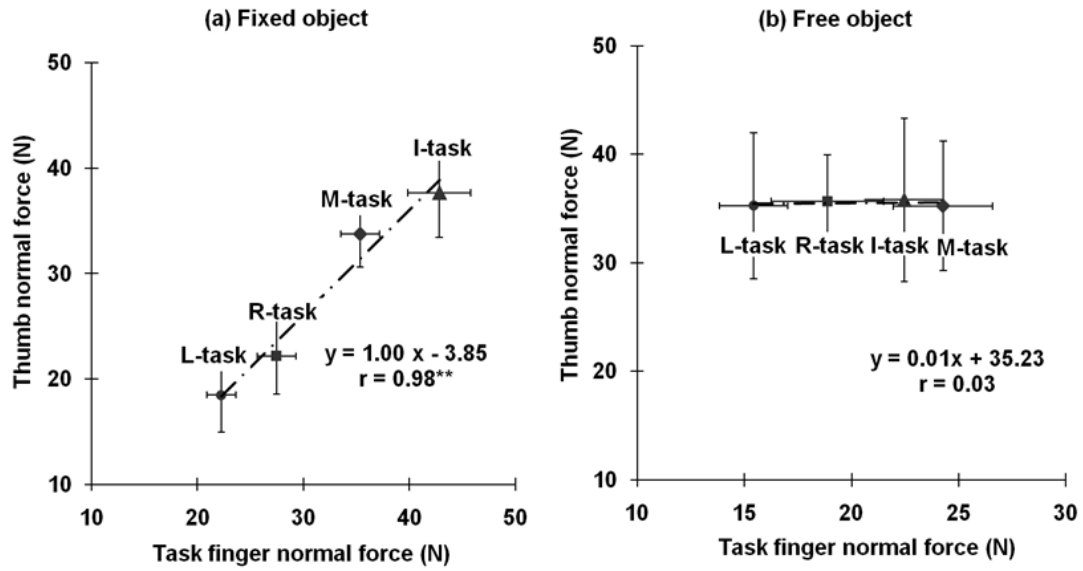 (a) Fixed object
50
40
30
20
10
10
20
30
40
50
Thumb normal force (N)
Task finger normal force (N)
I-task
M-task
R-task
L-task
y = 1.00 x - 3.85
r = 0.98**
(b) Free object
50
40
30
20
10
10
15
20
25
30
Thumb normal force (N)
Task finger normal force (N)
L-task
R-task
I-task
M-task
y = 0.01x + 35.23
r = 0.03